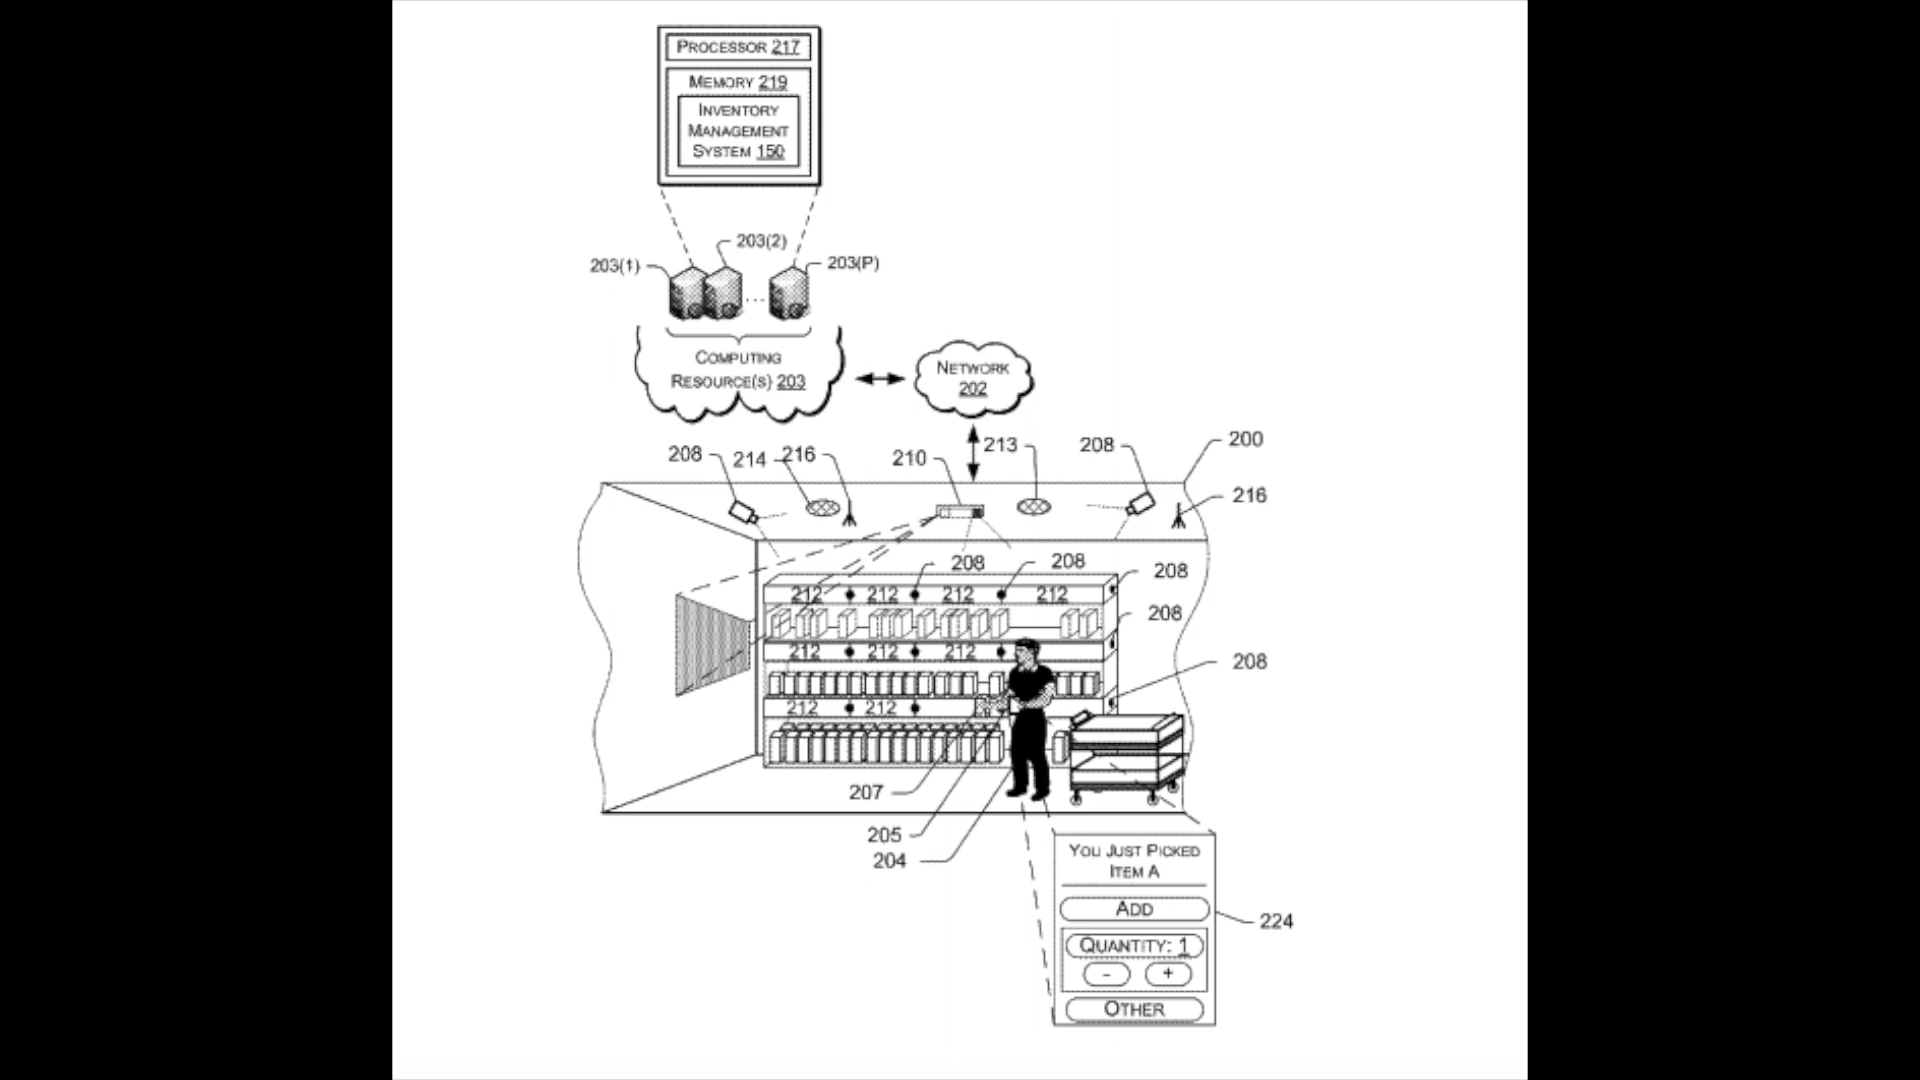 PROCESSOR 217
MEMORY 219
INVENTORY
MANAGEMENT
SYSTEM 150
203(2)
203(1)
203(P)
COMPUTING
RESOURCE(S) 203
NETWORK
202
208
214
216
210
213
208
200
216
208
208
208
212
212
212
212
208
212
212
212
208
212
212
207
205
204
YOU JUST PICKED
ITEM A
ADD
224
QUANTITY: 1
-
+
OTHER